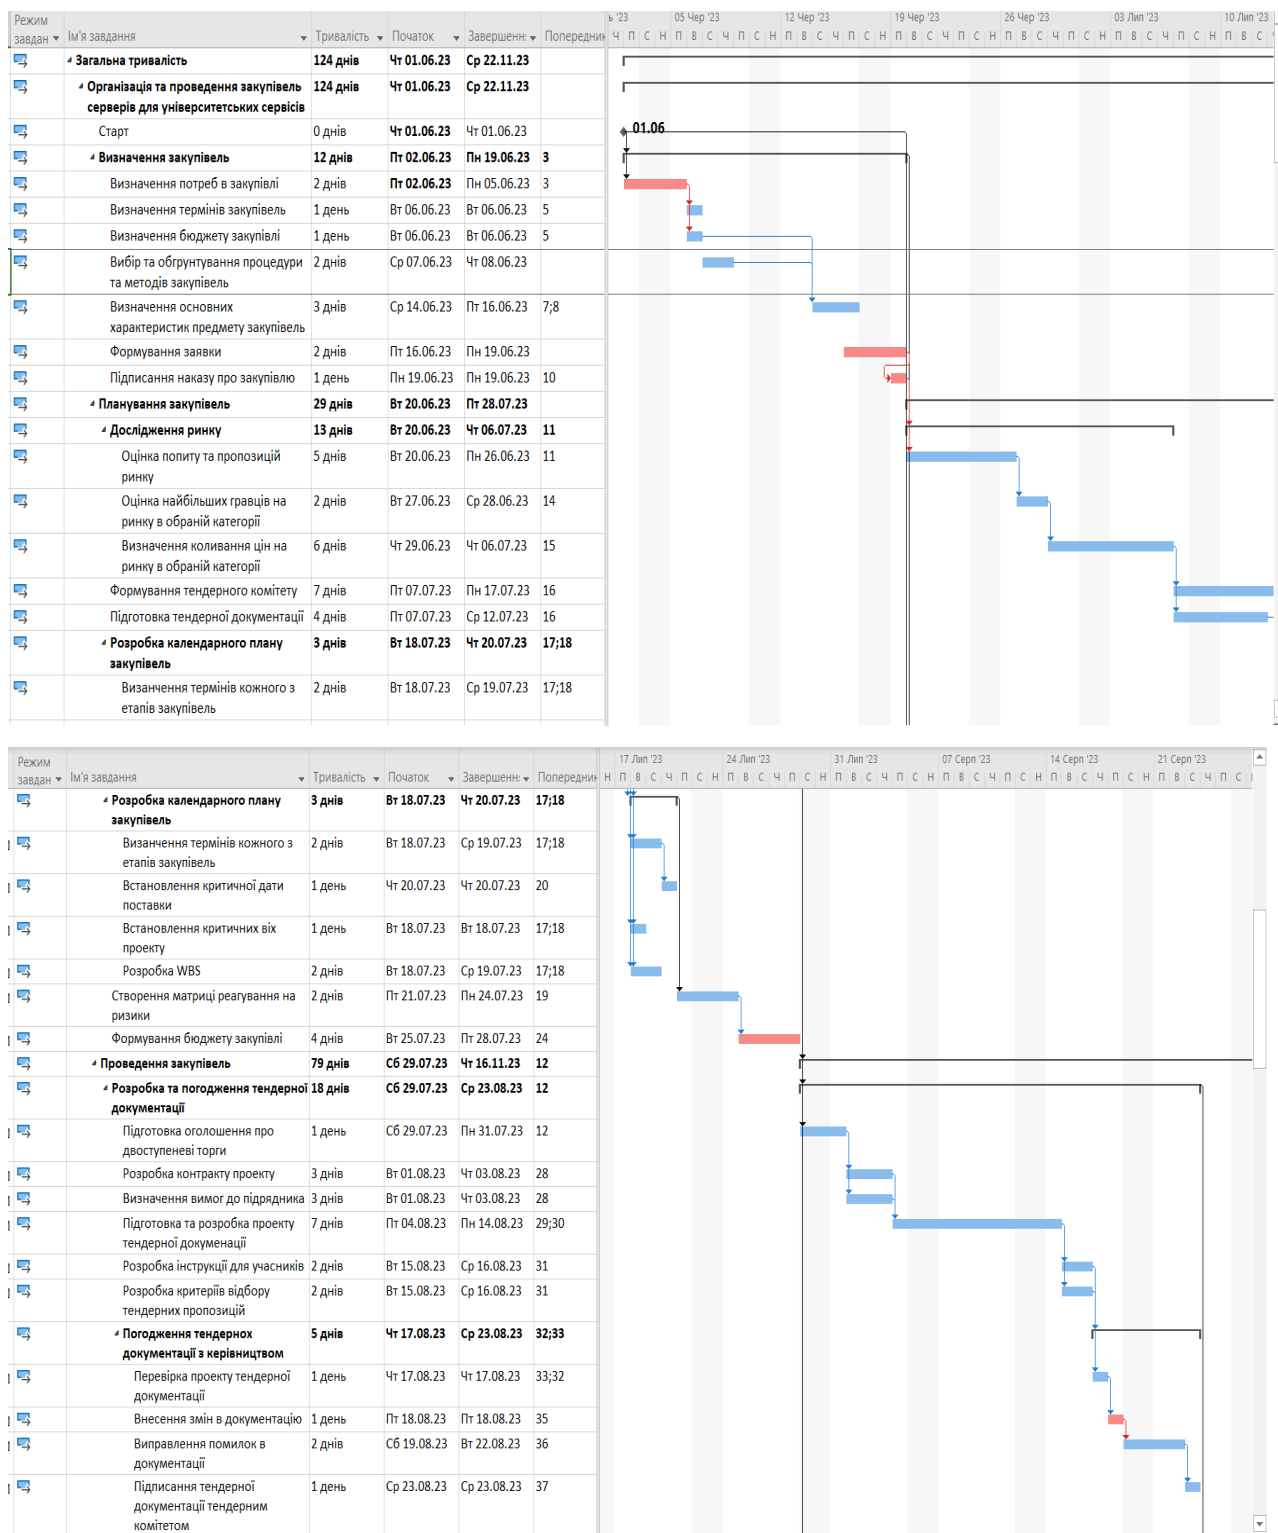 Режим
завдан Ім'я завдання Тривалість Початок Завершенн: Попередник
ь '23 05 Чер '23 12 Чер '23 19 Чер '23 26 Чер '23 03 Лип '23 10 Лип '23
Ч П С Н П В С Ч П С Н П В С Ч П С Н П В С Ч П С Н П В С Ч П С Н П В С Ч П С Н П В С
Загальна тривалість 124 днів Чт 01.06.23 Ср 22.11.23
Організація та проведення закупівель 124 днів Чт 01.06.23 Ср 22.11.23
серверів для університетських сервісів
Старт 0 днів Чт 01.06.23 Чт 01.06.23 01.06
Визначення закупівель 12 днів Пт 02.06.23 Пн 19.06.23 3
Визначення потреб в закупівлі 2 днів Пт 02.06.23 Пн 05.06.23 3
Визначення термінів закупівель 1 день Вт 06.06.23 Вт 06.06.23 5
Визначення бюджету закупівлі 1 день Вт 06.06.23 Вт 06.06.23 5
Вибір та обгрунтування процедури 2 днів Ср 07.06.23 Чт 08.06.23
та методів закупівель
Визначення основних 3 днів Ср 14.06.23 Пт 16.06.23 7;8
характеристик предмету закупівель
Формування заявки 2 днів Пт 16.06.23 Пн 19.06.23
Підписання наказу про закупівлю 1 день Пн 19.06.23 Пн 19.06.23 10
Планування закупівель 29 днів Вт 20.06.23 Пт 28.07.23
Дослідження ринку 13 днів Вт 20.06.23 Чт 06.07.23 11
Оцінка попиту та пропозицій 5 днів Вт 20.06.23 Пн 26.06.23 11
ринку
Оцінка найбільших гравців на 2 днів Вт 27.06.23 Ср 28.06.23 14
ринку в обраній категорії
Визначення коливання цін на 6 днів Чт 29.06.23 Чт 06.07.23 15
ринку в обраній категорії
Формування тендерного комітету 7 днів Пт 07.07.23 Пн 17.07.23 16
Підготовка тендерної документації 4 днів Пт 07.07.23 Ср 12.07.23 16
Розробка календарного плану 3 днів Вт 18.07.23 Чт 20.07.23 17;18
закупівель
Визанчення термінів кожного з 2 днів Вт 18.07.23 Ср 19.07.23 17;18
етапів закупівель
Режим
завдан Ім'я завдання Тривалість Початок Завершенн: Попередник
17 Лип '23 24 Лип '23 31 Лип '23 07 Серп '23 14 Серп '23 21 Серп '23
Н П В С Ч П С Н П В С Ч П С Н П В С Ч П С Н П В С Ч П С Н П В С Ч П С Н П В С Ч П С
Розробка календарного плану 3 днів Вт 18.07.23 Чт 20.07.23 17;18
закупівель
Визанчення термінів кожного з 2 днів Вт 18.07.23 Ср 19.07.23 17;18
етапів закупівель
Встановлення критичної дати 1 день Чт 20.07.23 Чт 20.07.23 20
поставки
Встановлення критичних віх 1 день Вт 18.07.23 Вт 18.07.23 17;18
проекту
Розробка WBS 2 днів Вт 18.07.23 Ср 19.07.23 17;18
Створення матриці реагування на 2 днів Пт 21.07.23 Пн 24.07.23 19
ризики
Формування бюджету закупівлі 4 днів Вт 25.07.23 Пт 28.07.23 24
Проведення закупівель 79 днів Сб 29.07.23 Чт 16.11.23 12
Розробка та погодження тендерної 18 днів Сб 29.07.23 Ср 23.08.23 12
документації
Підготовка оголошення про 1 день Сб 29.07.23 Пн 31.07.23 12
двоступеневі торги
Розробка контракту проекту 3 днів Вт 01.08.23 Чт 03.08.23 28
Визначення вимог до підрядника 3 днів Вт 01.08.23 Чт 03.08.23 28
Підготовка та розробка проекту 7 днів Пт 04.08.23 Пн 14.08.23 29;30
тендерної докуменації
Розробка інструкції для учасників 2 днів Вт 15.08.23 Ср 16.08.23 31
Розробка критеріїв відбору 2 днів Вт 15.08.23 Ср 16.08.23 31
тендерних пропозицій
Погодження тендернох 5 днів Чт 17.08.23 Ср 23.08.23 32;33
документації з керівництвом
Перевірка проекту тендерної 1 день Чт 17.08.23 Чт 17.08.23 33;32
документації
Внесення змін в документацію 1 день Пт 18.08.23 Пт 18.08.23 35
Виправлення помилок в 2 днів Сб 19.08.23 Вт 22.08.23 36
документації
Підписання тендерної 1 день Ср 23.08.23 Ср 23.08.23 37
документації тендерним
комітетом